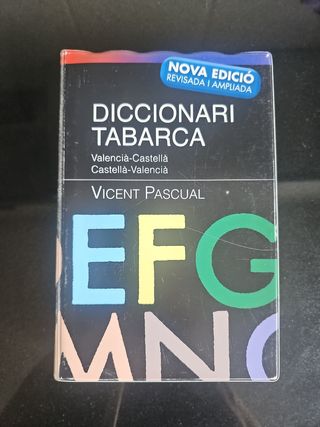 NOVA EDICIÓ
REVISADA I AMPLIADA
DICCIONARI
TABARCA
Valencià-Castellà
Castellà-Valencià
VICENT PASCUAL
EFG
MNO